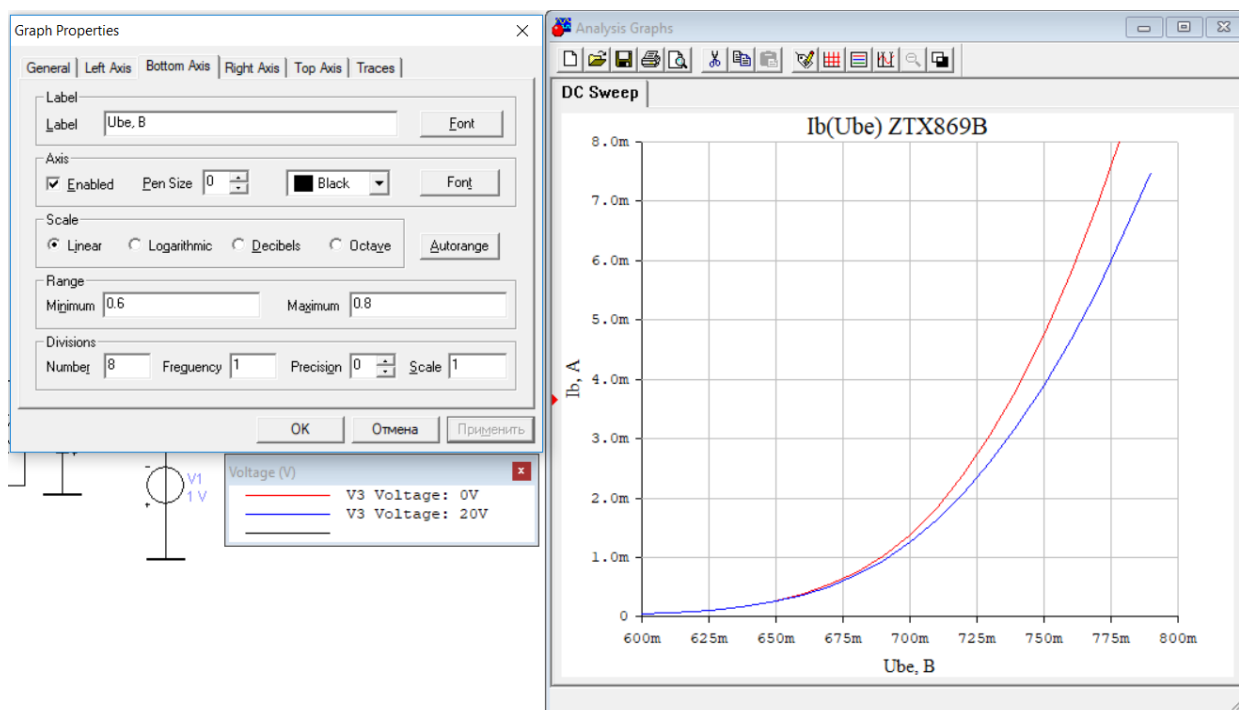 Graph Properties
General Left Axis Bottom Axis Right Axis Top Axis Traces
Label
Label Ube, B Font
Axis
Enabled Pen Size 0 Black Font
Scale
Linear Logarithmic Decibels Octave Autorange
Range
Minimum 0.6 Maximum 0.8
Divisions
Number 8 Freguency 1 Precision 0 Scale 1
OK Отмена Применить
V1
1 V
Voltage (V)
V3 Voltage: 0V
V3 Voltage: 20V
Analysis Graphs
DC Sweep
Ib(Ube) ZTX869B
8.0m
7.0m
6.0m
5.0m
4.0m
3.0m
2.0m
1.0m
0
Ib, A
600m 625m 650m 675m 700m 725m 750m 775m 800m
Ube, B